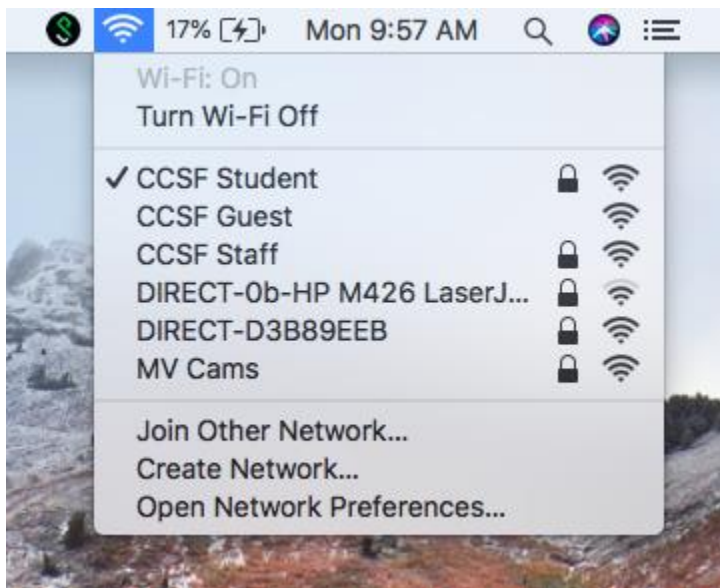 17% Mon 9:57 AM
Wi-Fi: On
Turn Wi-Fi Off
✓ CCSF Student
CCSF Guest
CCSF Staff
DIRECT-0b-HP M426 LaserJ...
DIRECT-D3B89EEB
MV Cams
Join Other Network...
Create Network...
Open Network Preferences...